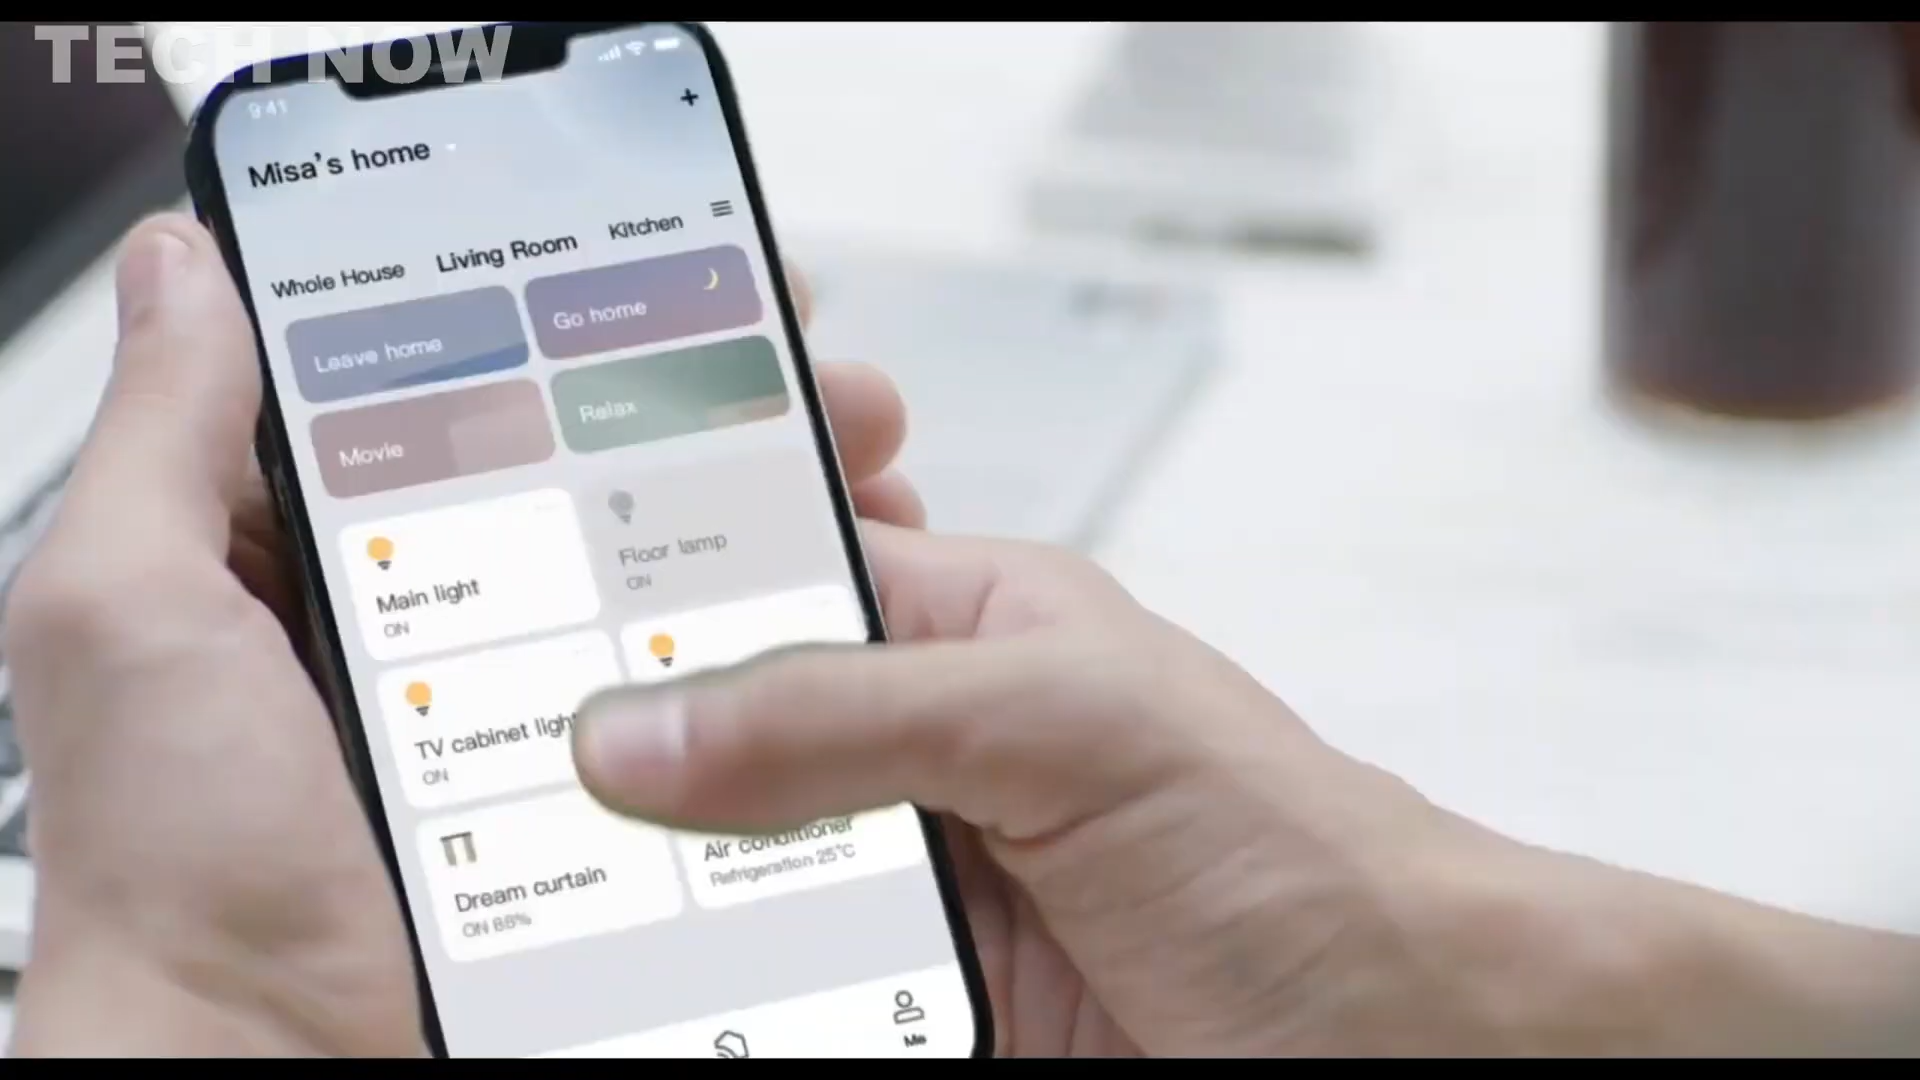 TECH NOW
9:41
Misa's home
Whole House
Living Room
Kitchen
Leave home
Go home
Movie
Relax
Main light
ON
Floor lamp
ON
TV cabinet light
ON
Dream curtain
ON 88%
Air conditioner
Refrigeration 25°C
Me